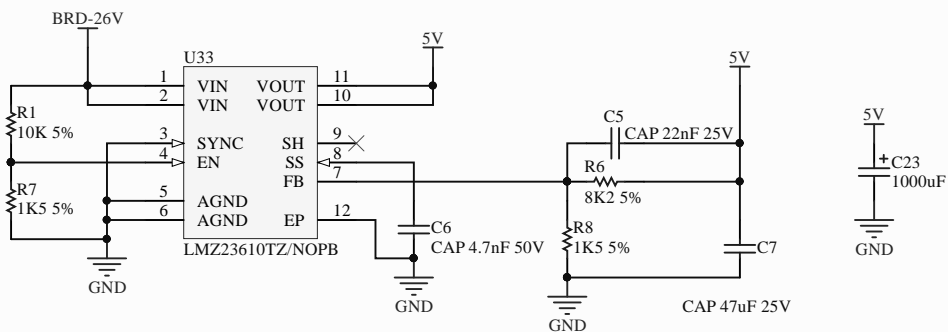 BRD-26V
U33
1 VIN VOUT 11
2 VIN VOUT 10
3 SYNC SH 9
4 EN SS 8
FB 7
5 AGND
6 AGND EP 12
LMZ23610TZ/NOPB
R1
10K 5%
R7
1K5 5%
GND
5V
C6
CAP 4.7nF 50V
GND
5V
C5
CAP 22nF 25V
R6
8K2 5%
R8
1K5 5%
C7
CAP 47uF 25V
GND
5V
+
C23
1000uF
GND